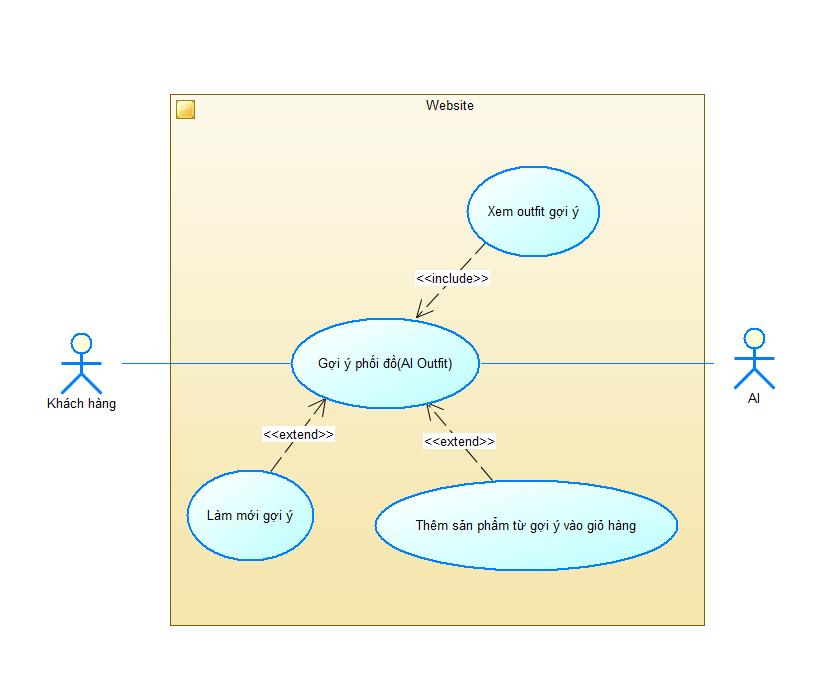 Website
Xem outfit gợi ý
<<include>>
Gợi ý phối đồ(AI Outfit)
Khách hàng
AI
<<extend>>
<<extend>>
Làm mới gợi ý
Thêm sản phẩm từ gợi ý vào giỏ hàng